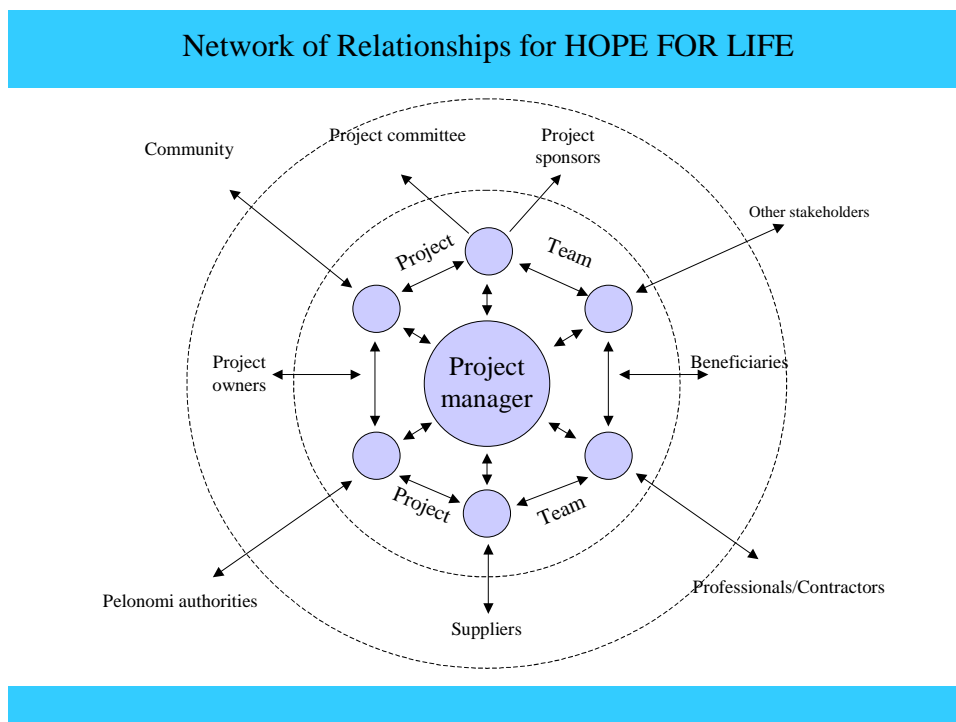 Network of Relationships for HOPE FOR LIFE
Project committee
Project
sponsors
Community
Other stakeholders
Project
Team
Project
owners
Project
manager
Beneficiaries
Project
Team
Pelonomi authorities
Professionals/Contractors
Suppliers